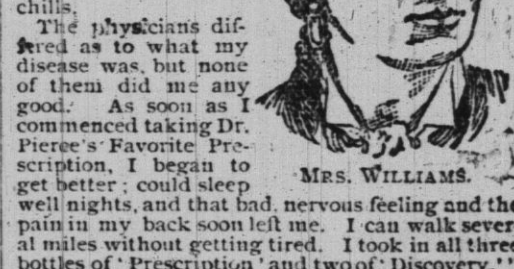 chills.
The physicians dif-
fered as to what my
disease was, but none
of them did me any
good. As soon as I
commenced taking Dr.
Pierce's Favorite Pre-
scription, I began to
get better; could sleep
well nights, and that bad, nervous feeling and the
pain in my back soon left me. I can walk sever-
al miles without getting tired. I took in all three
bottles of 'Prescription' and two of 'Discovery.'"
MRS. WILLIAMS.